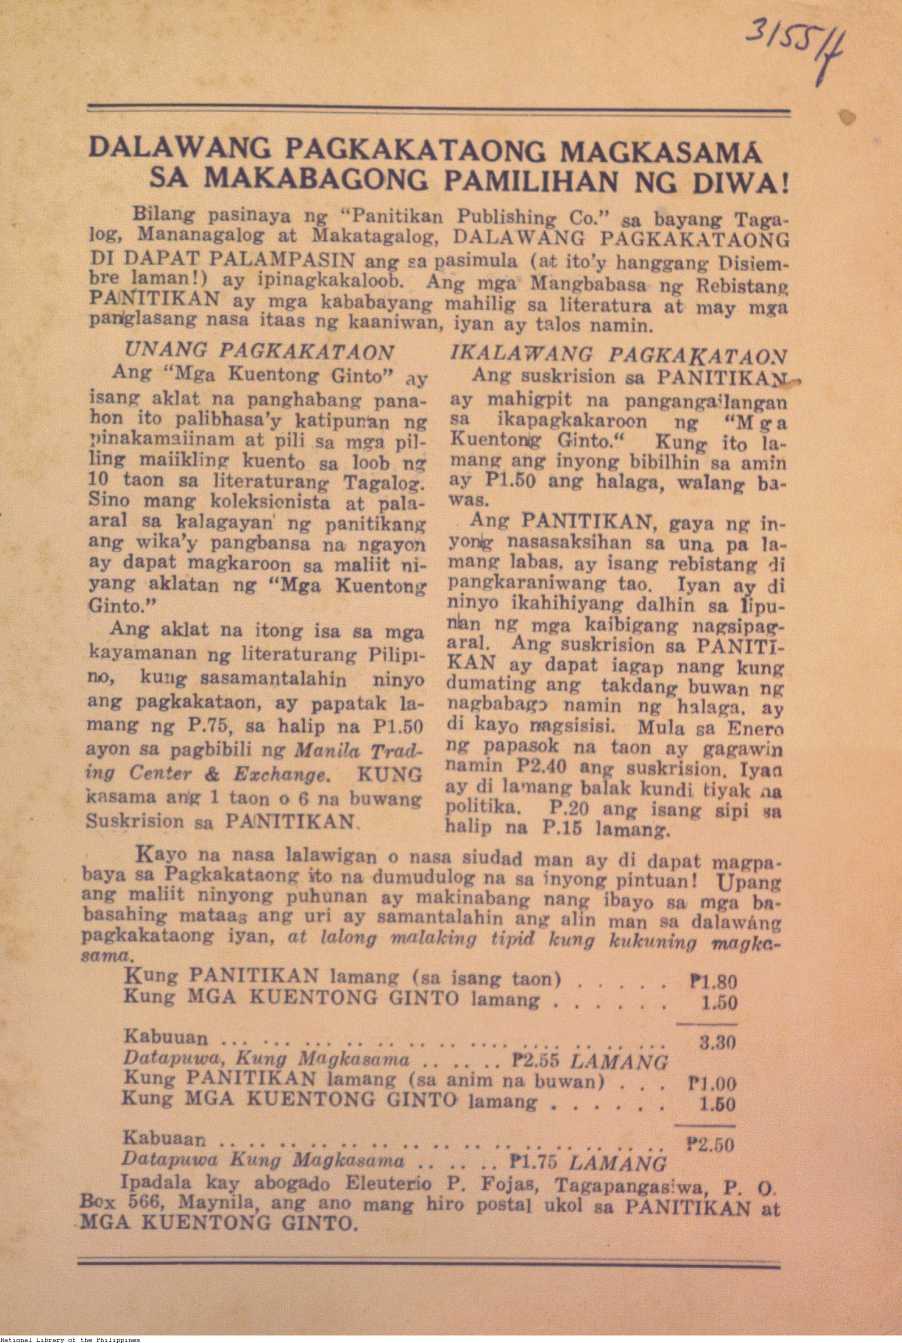 31554
DALAWANG PAGKAKATAONG MAGKASAMÁ
SA MAKABAGONG PAMILIHAN NG DIWA!
Bilang pasinaya ng “Panitikan Publishing Co.” sa bayang Taga-
log, Mananagalog at Makatagalog, DALAWANG PAGKAKATAONG
DI DAPAT PALAMPASIN ang sa pasimula (at ito'y hanggang Disiem-
bre laman!) ay ipinagkakaloob. Ang mga Mangbabasa ng Rebistang
PANITIKAN ay mga kababayang mahilig sa literatura at may mga
panglasang nasa itaas ng kaaniwan, iyan ay talos namin.
UNANG PAGKAKATAON
Ang “Mga Kuentong Ginto” ay
isang aklat na panghabang pana-
hon ito palibhasa'y katipunan ng
pinakamaiinam at pili sa mga pil-
ling maiikling kuento sa loob ng
10 taon sa literaturang Tagalog.
Sino mang koleksionista at pala-
aral sa kalagayan ng panitikang
ang wika'y pangbansa na ngayon
ay dapat magkaroon sa maliit ni-
yang aklatan ng “Mga Kuentong
Ginto.”
Ang aklat na itong isa sa mga
kayamanan ng literaturang Pilipi-
no, kung sasamantalahin ninyo
ang pagkakataon, ay papatak la-
mang ng P.75, sa halip na P1.50
ayon sa pagbibili ng Manila Trad-
ing Center & Exchange. KUNG
kasama ang 1 taon o 6 na buwang
Suskrision sa PANITIKAN.
IKALAWANG PAGKAKATAON
Ang suskrision sa PANITIKAN
ay mahigpit na pangangailangan
sa ikapagkakaroon ng “Mga
Kuentong Ginto.“ Kung ito la-
mang ang inyong bibilhin sa amin
ay P1.50 ang halaga, walang ba-
was.
Ang PANITIKAN, gaya ng in-
yong nasasaksihan sa una pa la-
mang labas, ay isang rebistang di
pangkaraniwang tao. Iyan ay di
ninyo ikahihiyang dalhin sa lipu-
nan ng mga kaibigang nagsipag-
aral. Ang suskrision sa PANITI-
KAN ay dapat iagap nang kung
dumating ang takdang buwan ng
nagbabago namin ng halaga, ay
di kayo magsisisi. Mula sa Enero
ng papasok na taon ay gagawin
namin P2.40 ang suskrision. Iyan
ay di lamang balak kundi tiyak na
politika. P.20 ang isang sipi sa
halip na P.15 lamang.
Kayo na nasa lalawigan o nasa siudad man ay di dapat magpa-
baya sa Pagkakataong ito na dumudulog na sa inyong pintuan! Upang
ang maliit ninyong puhunan ay makinabang nang ibayo sa mga ba-
basahing mataas ang uri ay samantalahin ang alin man sa dalawáng
pagkakataong iyan, at lalong malaking tipid kung kukuning magka-
sama.
Kung PANITIKAN lamang (sa isang taon) . . . . . ₱1.80
Kung MGA KUENTONG GINTO lamang . . . . . . 1.50
Kabuuan ... ... ... .. .. .. .. ... .... ... .. .. ... 3.30
Datapuwa, Kung Magkasama . . . . . . ₱2.55 LAMANG
Kung PANITIKAN lamang (sa anim na buwan) . . . ₱1.00
Kung MGA KUENTONG GINTO lamang . . . . . . 1.50
Kabuaan . . . . . . . . . . . . . . . . . . . . . . . . . . . . . ₱2.50
Datapuwa Kung Magkasama . . . . . . ₱1.75 LAMANG
Ipadala kay abogado Eleuterio P. Fojas, Tagapangasiwa, P. O.
Box 566, Maynila, ang ano mang hiro postal ukol sa PANITIKAN at
MGA KUENTONG GINTO.
National Library of the Philippines